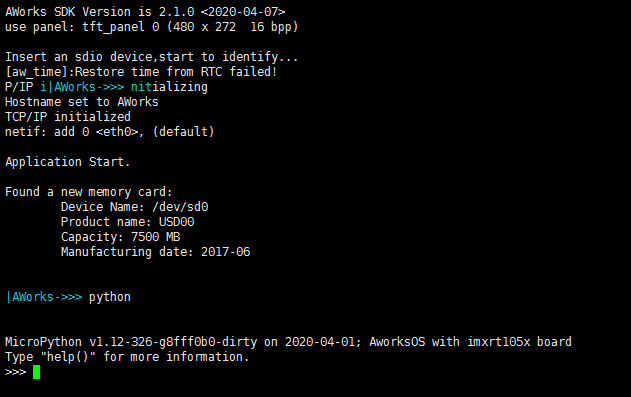 AWorks SDK Version is 2.1.0 <2020-04-07>
use panel: tft_panel 0 (480 x 272  16 bpp)
Insert an sdio device,start to identify...
[aw_time]:Restore time from RTC failed!
P/IP i|AWorks->>> nitializing
Hostname set to AWorks
TCP/IP initialized
netif: add 0 <eth0>, (default)
Application Start.
Found a new memory card:
        Device Name: /dev/sd0
        Product name: USD00
        Capacity: 7500 MB
        Manufacturing date: 2017-06
|AWorks->>> python
MicroPython v1.12-326-g8fff0b0-dirty on 2020-04-01; AworksOS with imxrt105x board
Type "help()" for more information.
>>>